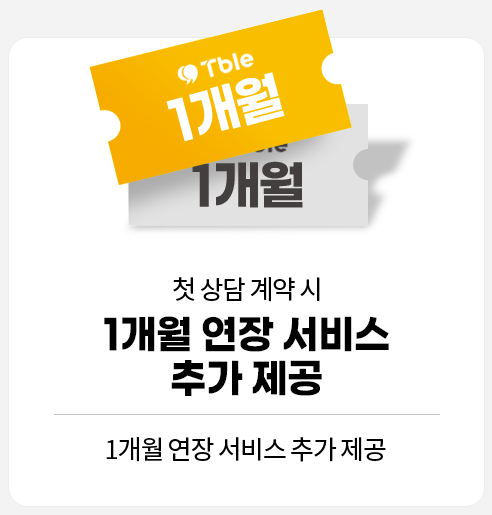 Tble
1개월
1개월
첫 상담 계약 시
1개월 연장 서비스
추가 제공
1개월 연장 서비스 추가 제공